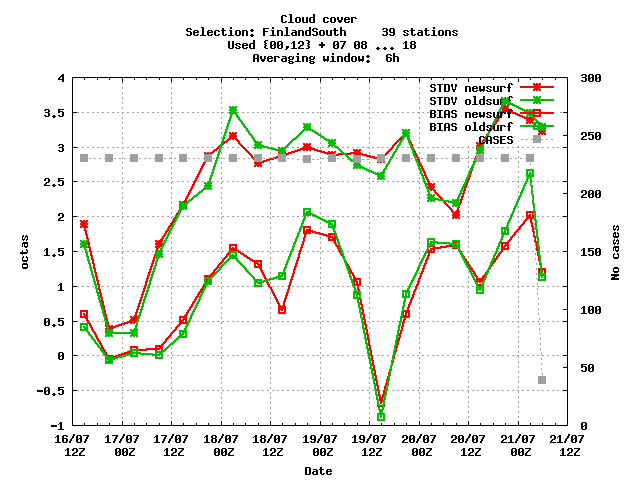 Cloud cover
Selection: FinlandSouth 39 stations
Used {00,12} + 07 08 ... 18
Averaging window: 6h
STDV newsurf
STDV oldsurf
BIAS newsurf
BIAS oldsurf
CASES
4
3.5
3
2.5
2
1.5
1
0.5
0
-0.5
-1
octas
300
250
200
150
100
50
0
No cases
16/07 17/07 17/07 18/07 18/07 19/07 19/07 20/07 20/07 21/07 21/07
12Z 00Z 12Z 00Z 12Z 00Z 12Z 00Z 12Z 00Z 12Z
Date